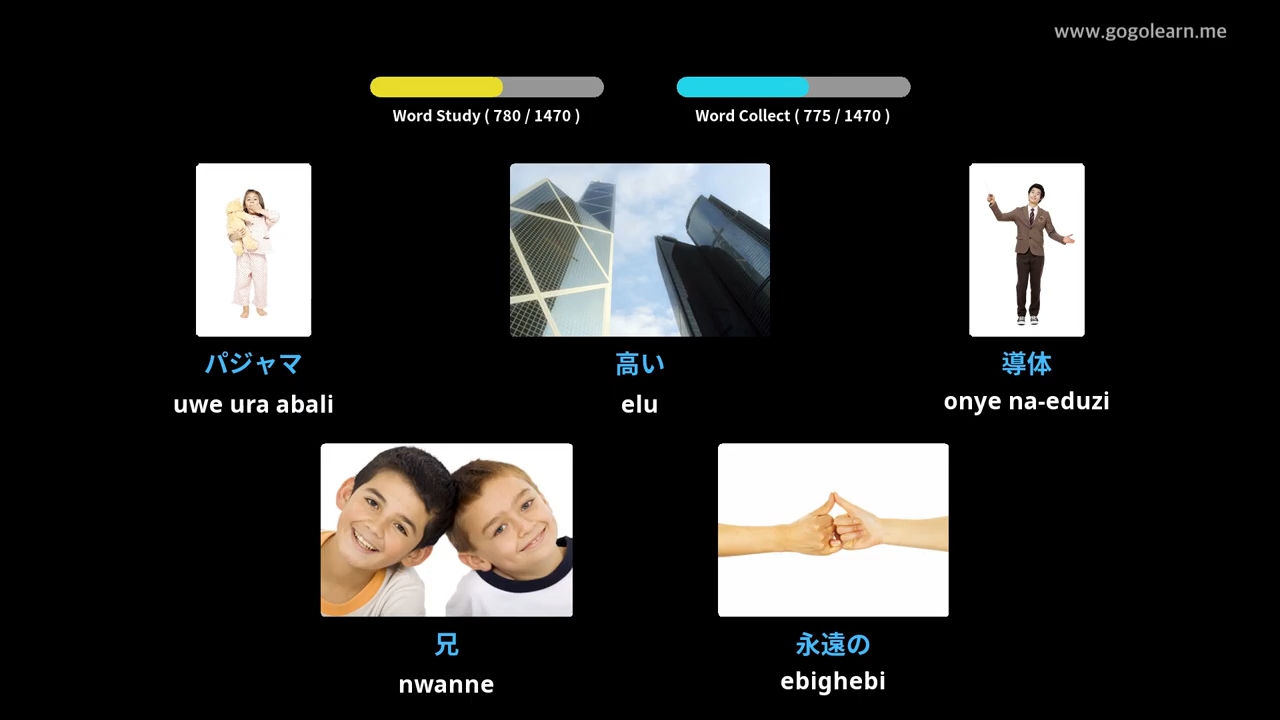 www.gogolearn.me
Word Study ( 780 / 1470 )
Word Collect ( 775 / 1470 )
パジャマ
uwe ura abali
高い
elu
導体
onye na-eduzi
兄
nwanne
永遠の
ebighebi